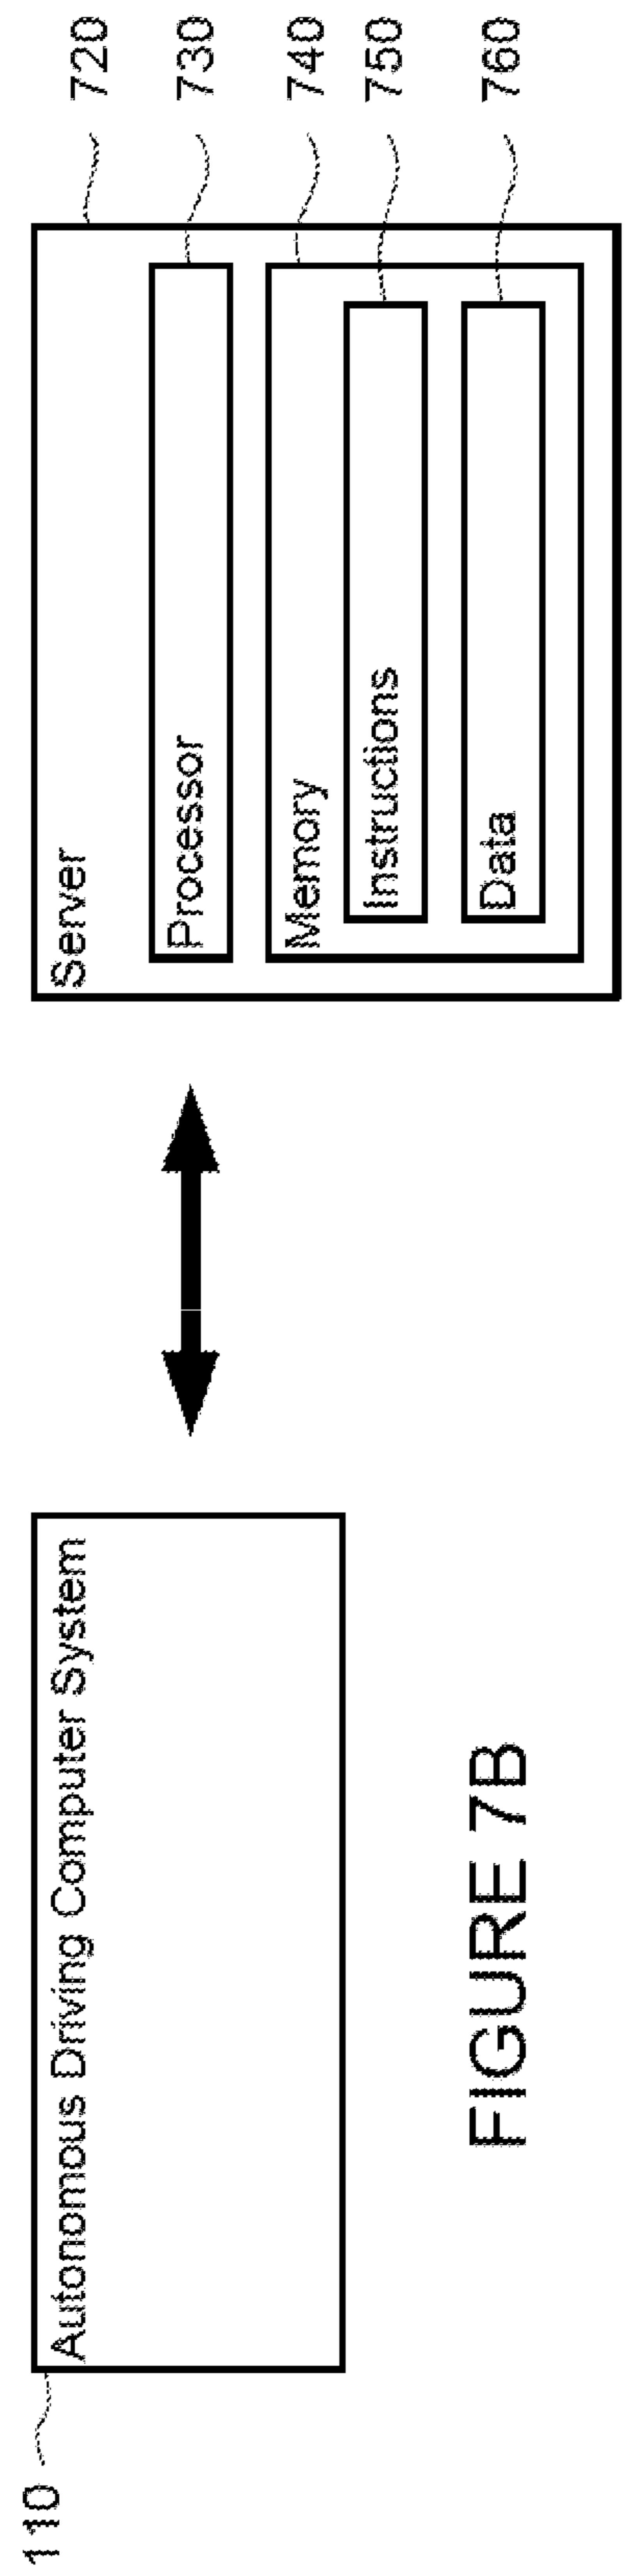 110
Autonomous Driving Computer System
Server
720
Processor
730
Memory
740
Instructions
750
Data
760
FIGURE 7B